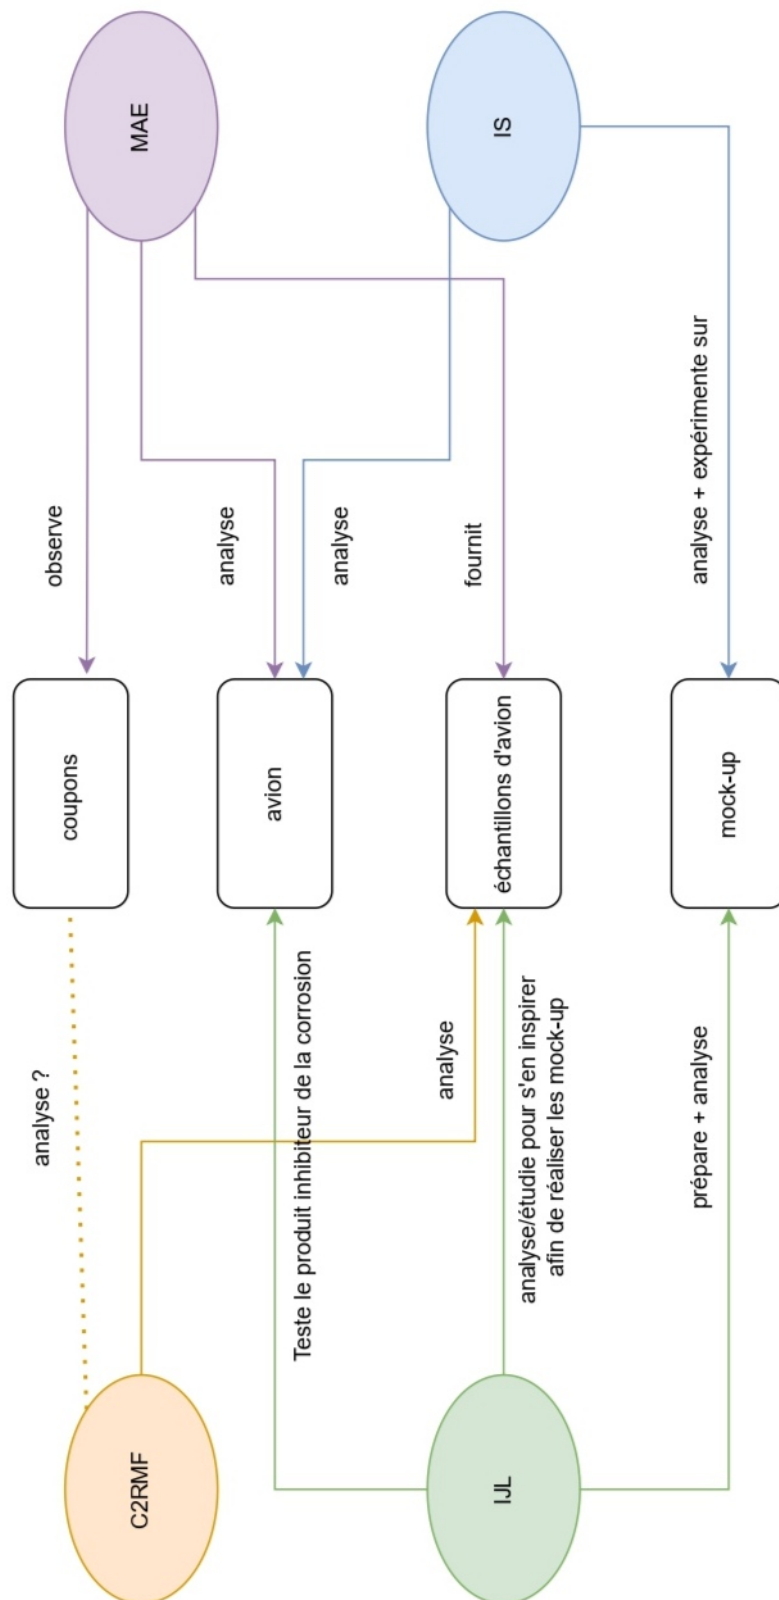 C2RMF
analyse ?
coupons
observe
MAE
Teste le produit inhibiteur de la corrosion
avion
analyse
analyse
analyse
échantillons d'avion
fournit
IJL
analyse/étudie pour s'en inspirer
afin de réaliser les mock-up
IS
prépare + analyse
mock-up
analyse + expérimente sur